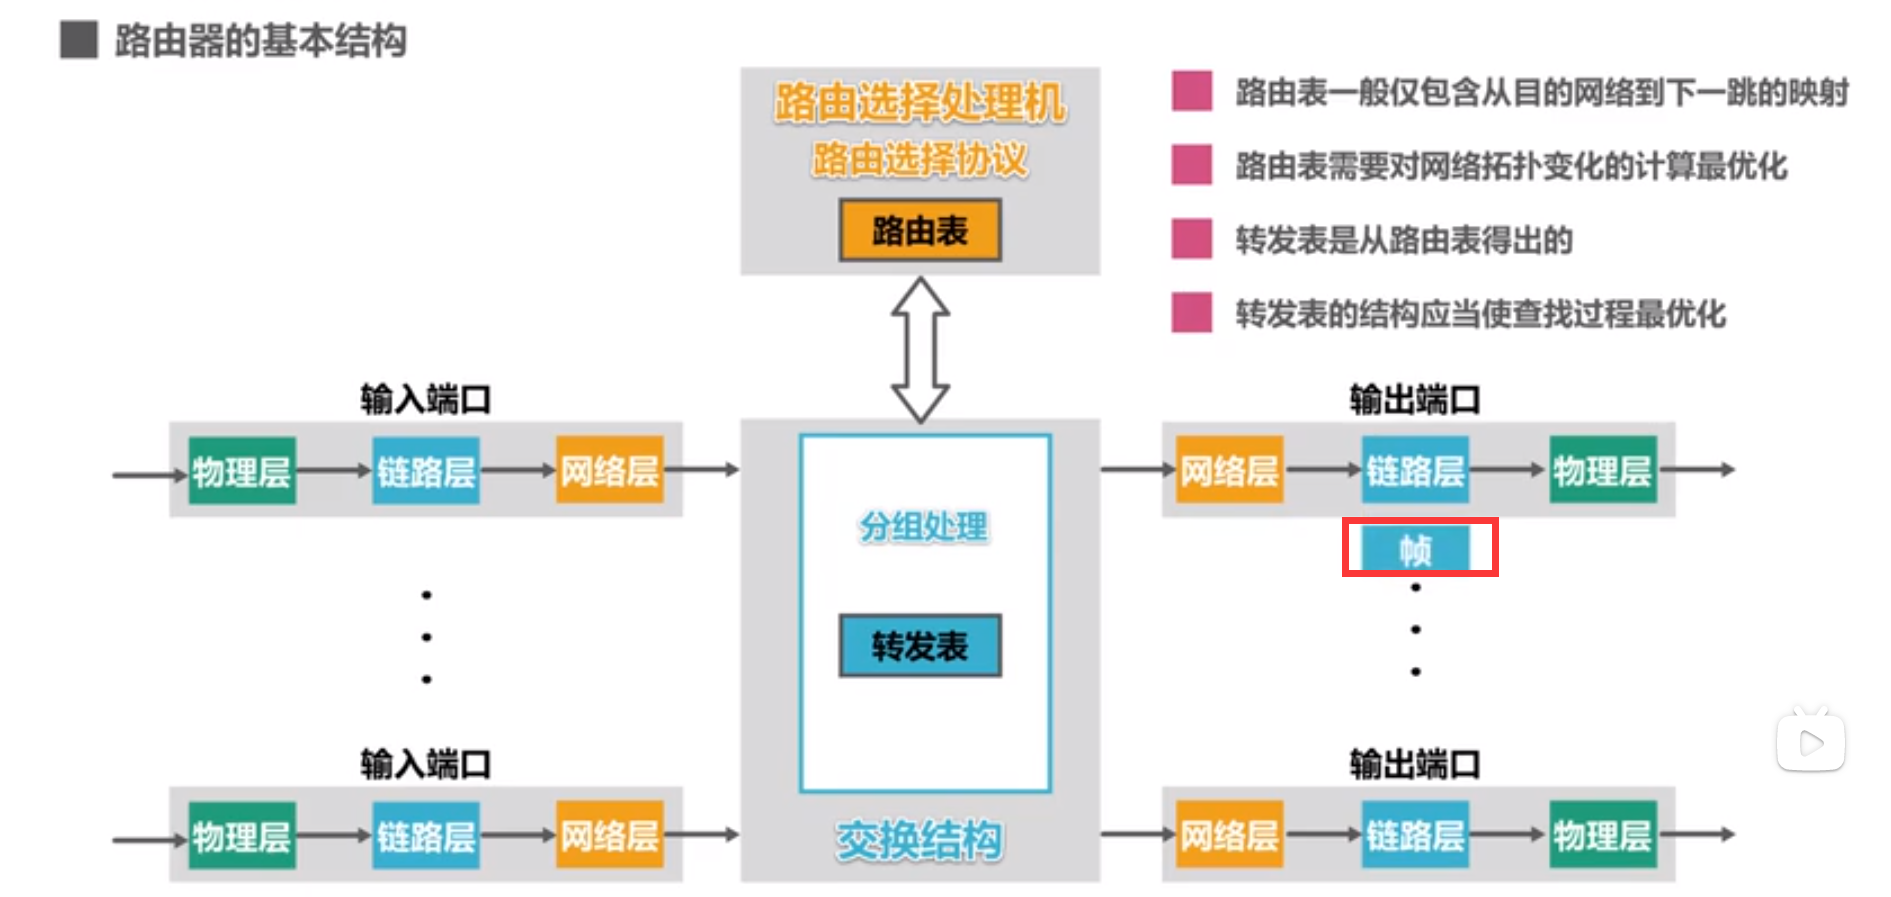 路由器的基本结构
路由选择处理机
路由选择协议
路由表
路由表一般仅包含从目的网络到下一跳的映射
路由表需要对网络拓扑变化的计算最优化
转发表是从路由表得出的
转发表的结构应当使查找过程最优化
输入端口
物理层 链路层 网络层
分组处理
转发表
交换结构
输出端口
网络层 链路层 物理层
帧
输入端口
物理层 链路层 网络层
输出端口
网络层 链路层 物理层